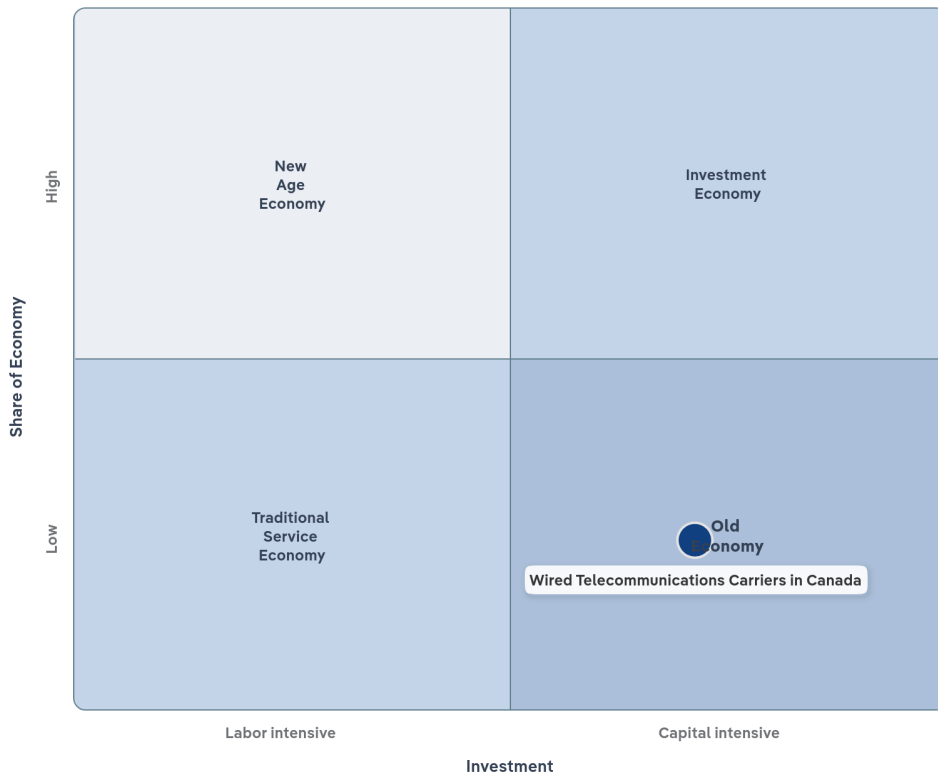 New
Age
Economy
Investment
Economy
High
Share of Economy
Low
Traditional
Service
Economy
Old
Economy
Wired Telecommunications Carriers in Canada
Labor intensive
Capital intensive
Investment